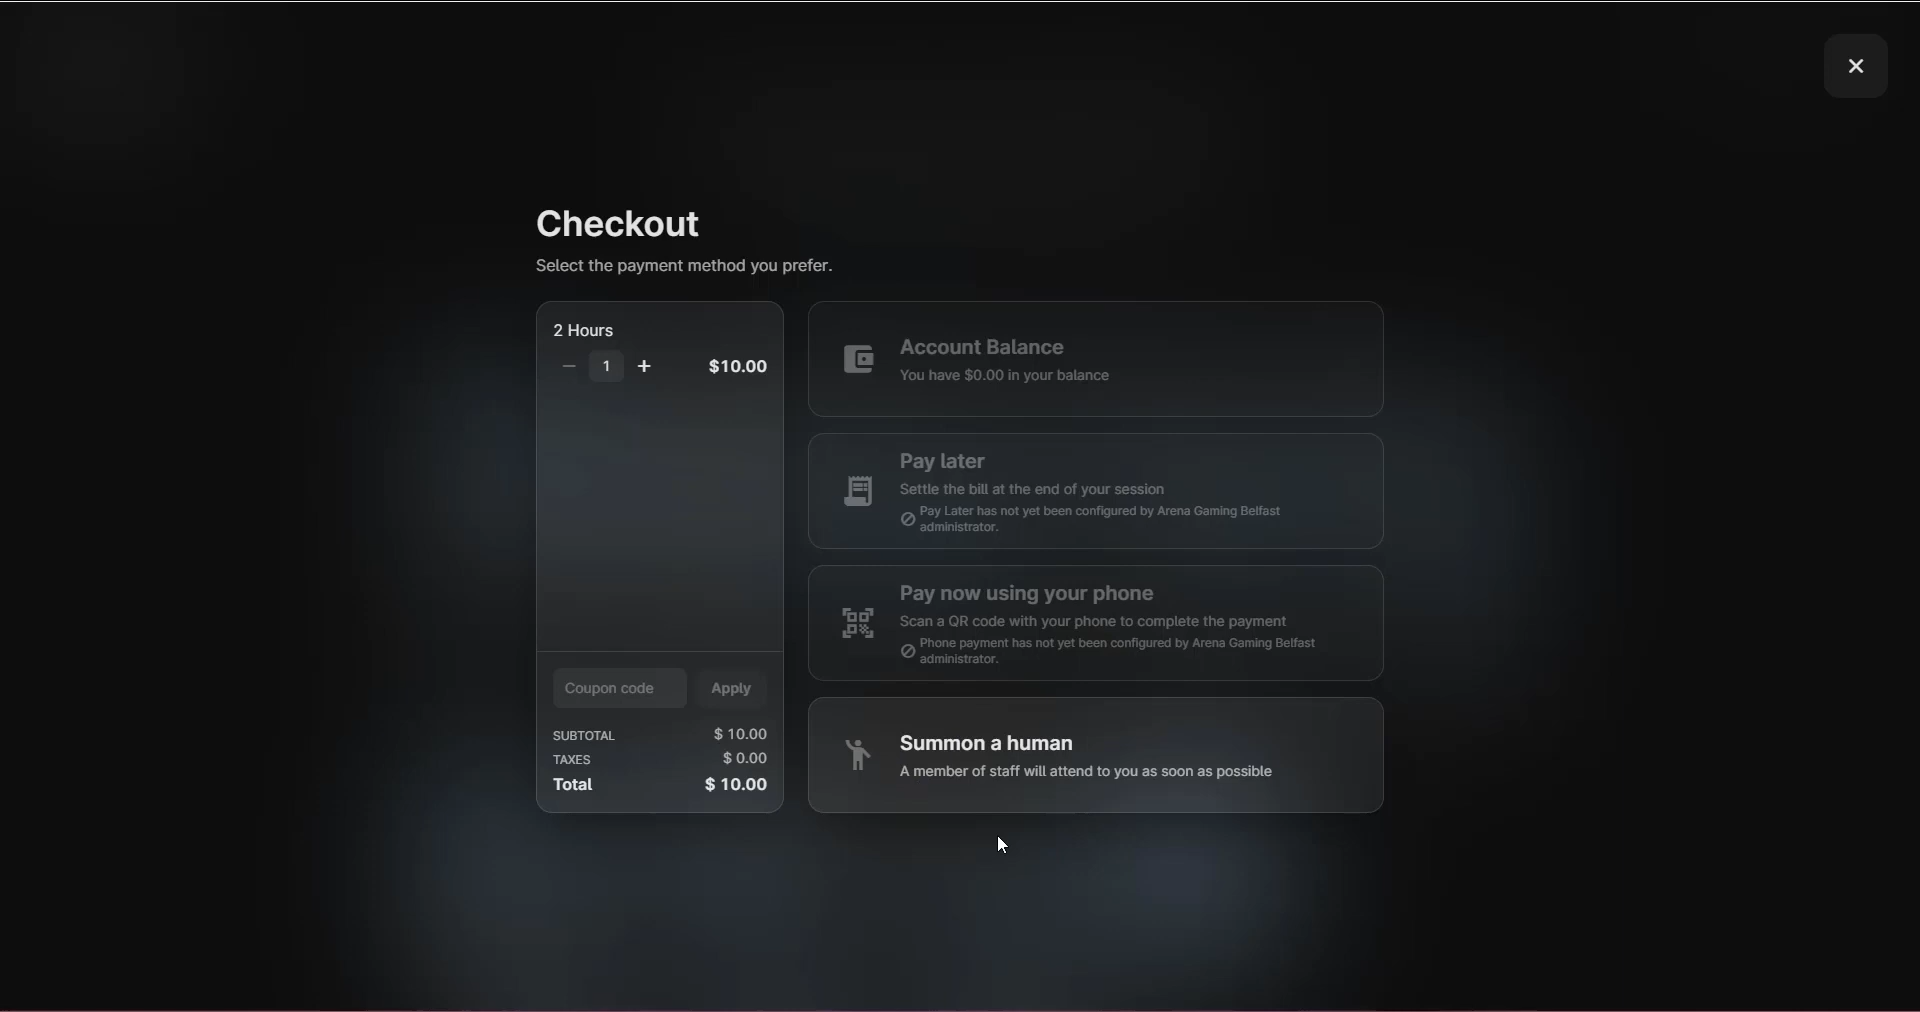 Checkout
Select the payment method you prefer.
2 Hours
1
$10.00
Coupon code
Apply
SUBTOTAL
$ 10.00
TAXES
$ 0.00
Total
$ 10.00
Account Balance
You have $0.00 in your balance
Pay later
Settle the bill at the end of your session
Pay Later has not yet been configured by Arena Gaming Belfast
administrator.
Pay now using your phone
Scan a QR code with your phone to complete the payment
Phone payment has not yet been configured by Arena Gaming Belfast
administrator.
Summon a human
A member of staff will attend to you as soon as possible